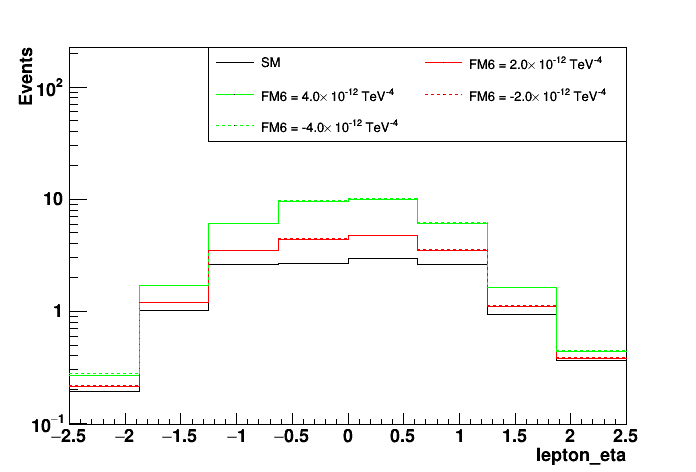 Events
10²
10
1
10⁻¹
SM
FM6 = 2.0× 10⁻¹² TeV⁻⁴
FM6 = 4.0× 10⁻¹² TeV⁻⁴
FM6 = -2.0× 10⁻¹² TeV⁻⁴
FM6 = -4.0× 10⁻¹² TeV⁻⁴
−2.5 −2 −1.5 −1 −0.5 0 0.5 1 1.5 2 2.5
lepton_eta